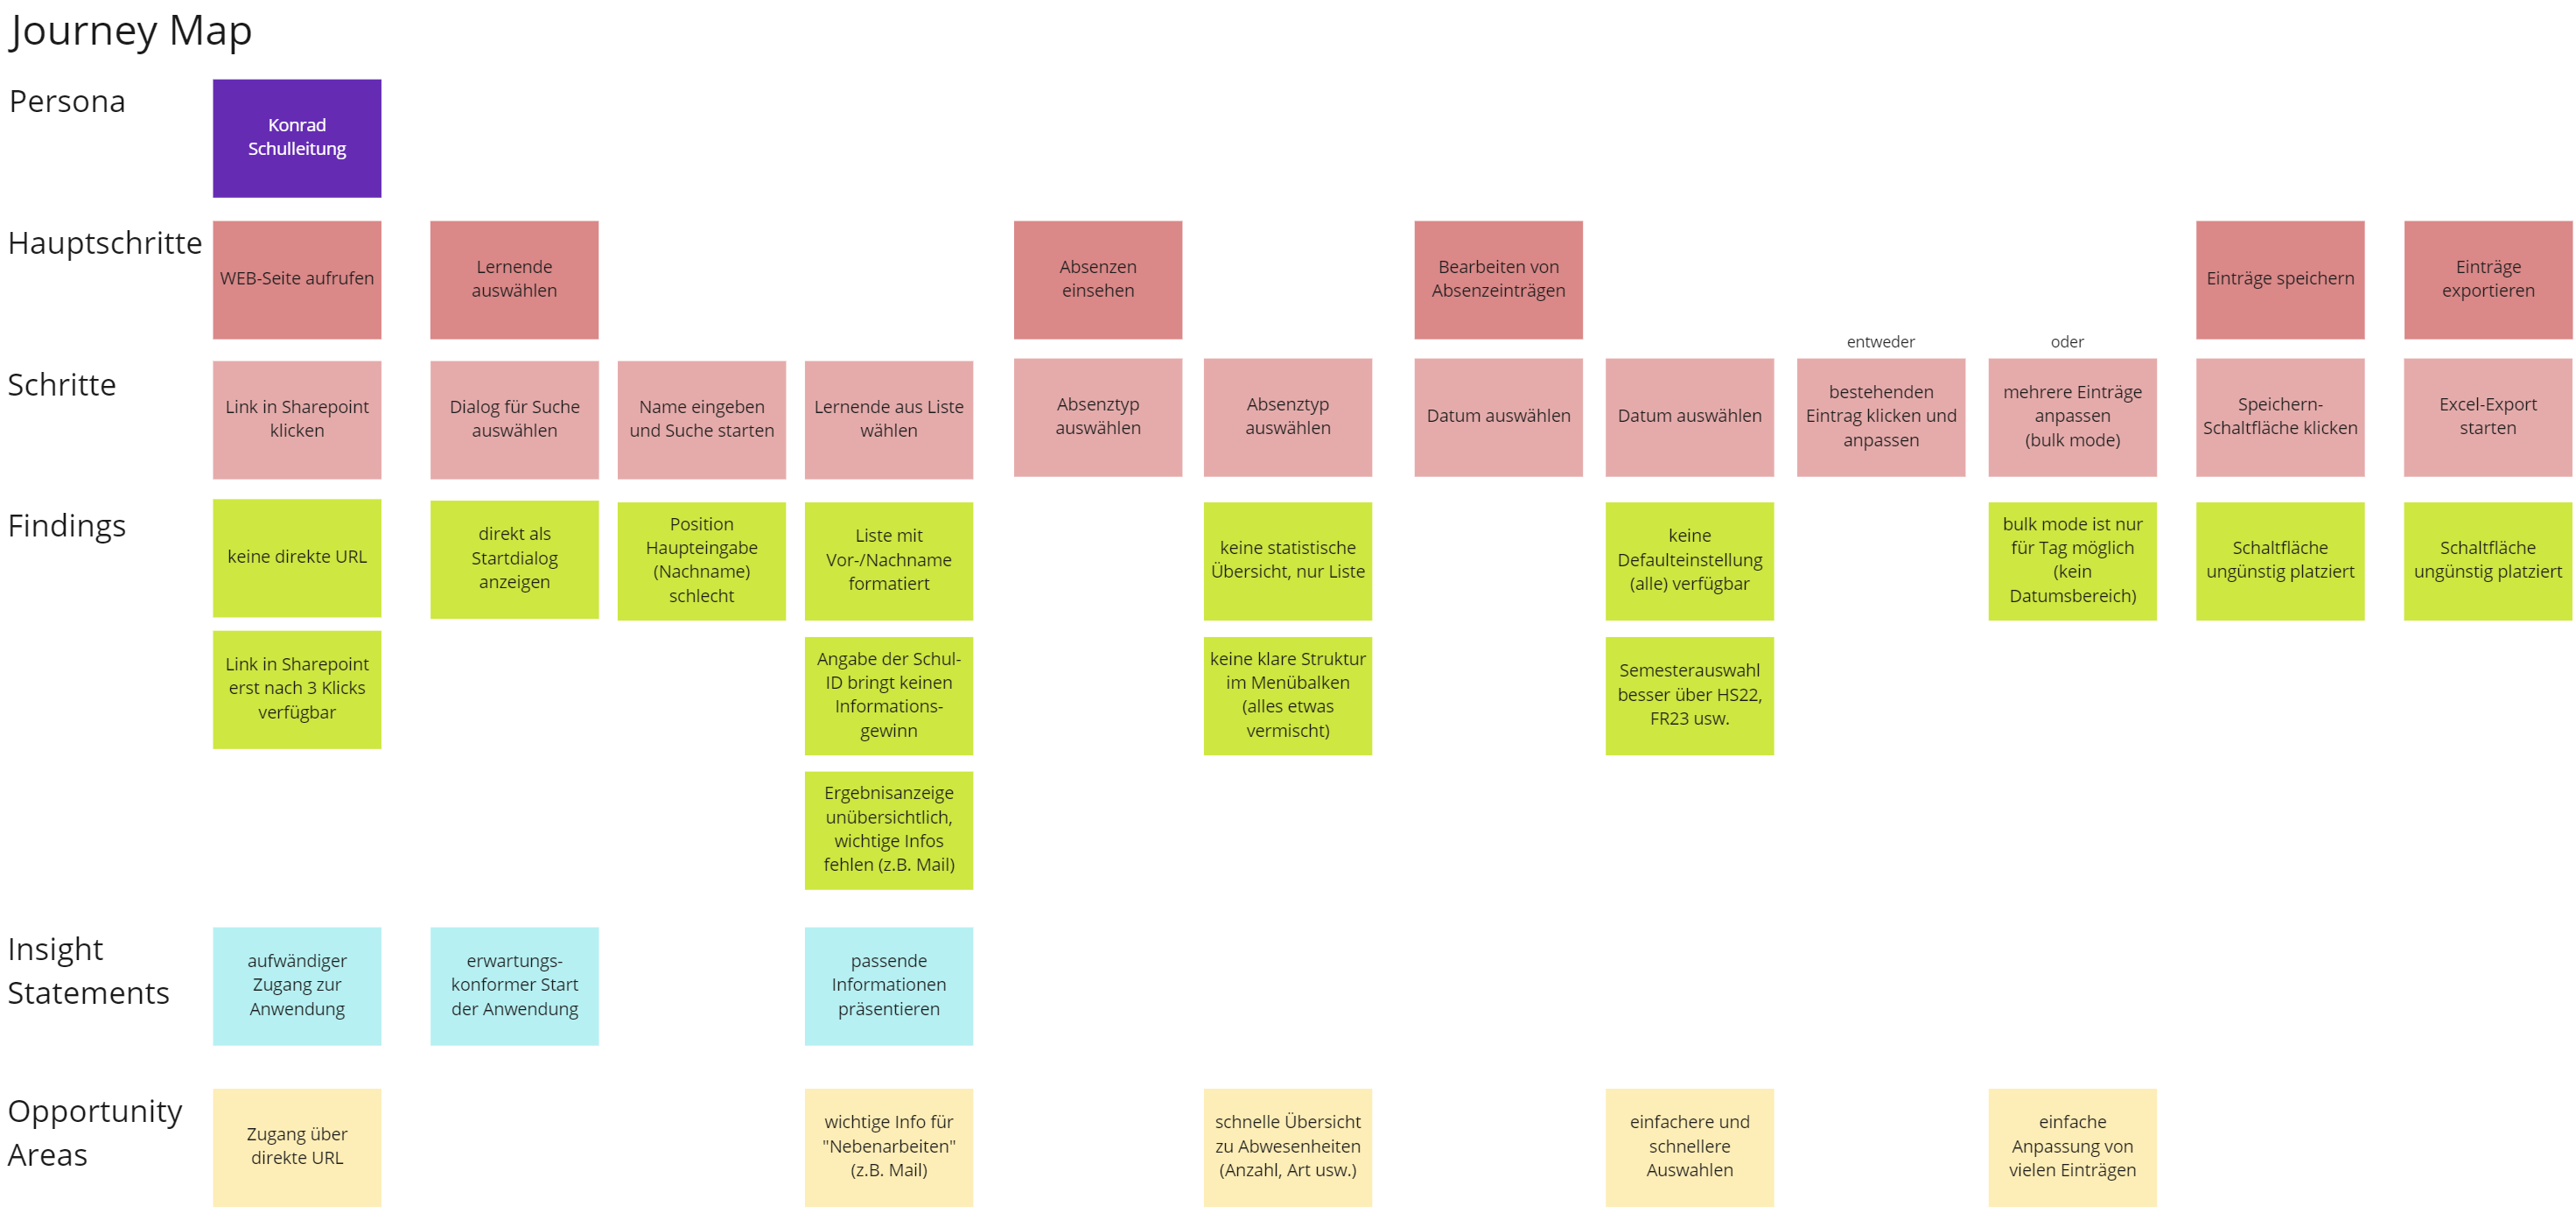 Journey Map
Persona
Konrad
Schulleitung
Hauptschritte
WEB-Seite aufrufen
Lernende
auswählen
Absenzen
einsehen
Bearbeiten von
Absenzeinträgen
Einträge speichern
Einträge
exportieren
entweder
oder
Schritte
Link in Sharepoint
klicken
Dialog für Suche
auswählen
Name eingeben
und Suche starten
Lernende aus Liste
wählen
Absenztyp
auswählen
Absenztyp
auswählen
Datum auswählen
Datum auswählen
bestehenden
Eintrag klicken und
anpassen
mehrere Einträge
anpassen
(bulk mode)
Speichern-
Schaltfläche klicken
Excel-Export
starten
Findings
keine direkte URL
direkt als
Startdialog
anzeigen
Position
Haupteingabe
(Nachname)
schlecht
Liste mit
Vor-/Nachname
formatiert
keine statistische
Übersicht, nur Liste
keine
Defaulteinstellung
(alle) verfügbar
bulk mode ist nur
für Tag möglich
(kein
Datumsbereich)
Schaltfläche
ungünstig platziert
Schaltfläche
ungünstig platziert
Link in Sharepoint
erst nach 3 Klicks
verfügbar
Angabe der Schul-
ID bringt keinen
Informations-
gewinn
keine klare Struktur
im Menübalken
(alles etwas
vermischt)
Semesterauswahl
besser über HS22,
FR23 usw.
Ergebnisanzeige
unübersichtlich,
wichtige Infos
fehlen (z.B. Mail)
Insight
Statements
aufwändiger
Zugang zur
Anwendung
erwartungs-
konformer Start
der Anwendung
passende
Informationen
präsentieren
Opportunity
Areas
Zugang über
direkte URL
wichtige Info für
"Nebenarbeiten"
(z.B. Mail)
schnelle Übersicht
zu Abwesenheiten
(Anzahl, Art usw.)
einfachere und
schnellere
Auswahlen
einfache
Anpassung von
vielen Einträgen